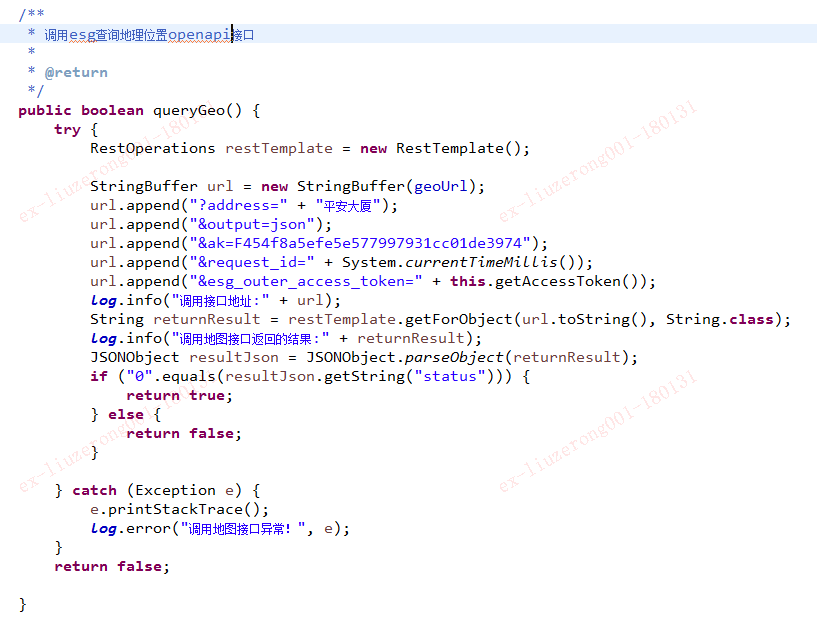 /**
 * 调用esg查询地理位置openapi接口
 *
 * @return
 */
public boolean queryGeo() {
    try {
        RestOperations restTemplate = new RestTemplate();

        StringBuffer url = new StringBuffer(geoUrl);
        url.append("?address=" + "平安大厦");
        url.append("&output=json");
        url.append("&ak=F454f8a5efe5e577997931cc01de3974");
        url.append("&request_id=" + System.currentTimeMillis());
        url.append("&esg_outer_access_token=" + this.getAccessToken());
        log.info("调用接口地址:" + url);
        String returnResult = restTemplate.getForObject(url.toString(), String.class);
        log.info("调用地图接口返回的结果:" + returnResult);
        JSONObject resultJson = JSONObject.parseObject(returnResult);
        if ("0".equals(resultJson.getString("status"))) {
            return true;
        } else {
            return false;
        }

    } catch (Exception e) {
        e.printStackTrace();
        log.error("调用地图接口异常！", e);
    }
    return false;

}
ex-liuzerong001-180131
ex-liuzerong001-180131
ex-liuzerong001-180131
ex-liuzerong001-180131